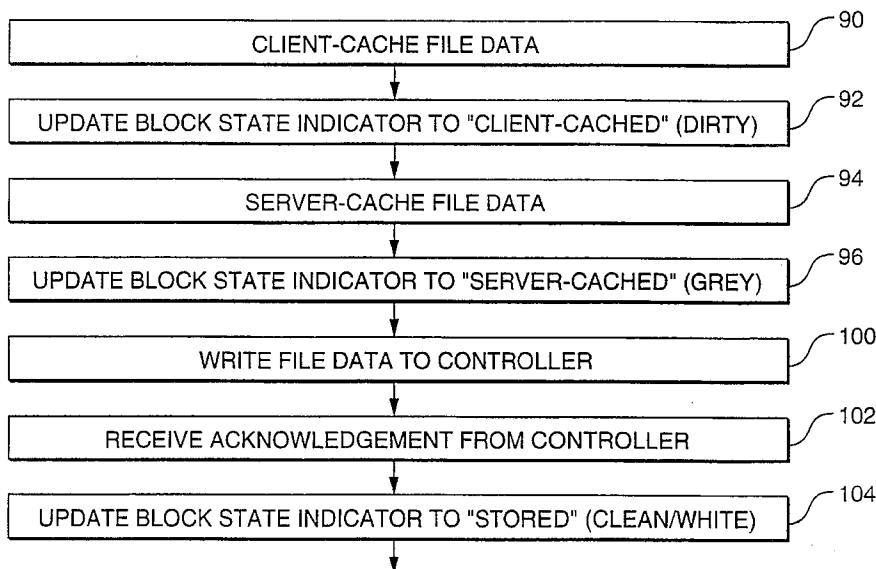 90
CLIENT-CACHE FILE DATA
92
UPDATE BLOCK STATE INDICATOR TO "CLIENT-CACHED" (DIRTY)
94
SERVER-CACHE FILE DATA
96
UPDATE BLOCK STATE INDICATOR TO "SERVER-CACHED" (GREY)
100
WRITE FILE DATA TO CONTROLLER
102
RECEIVE ACKNOWLEDGEMENT FROM CONTROLLER
104
UPDATE BLOCK STATE INDICATOR TO "STORED" (CLEAN/WHITE)